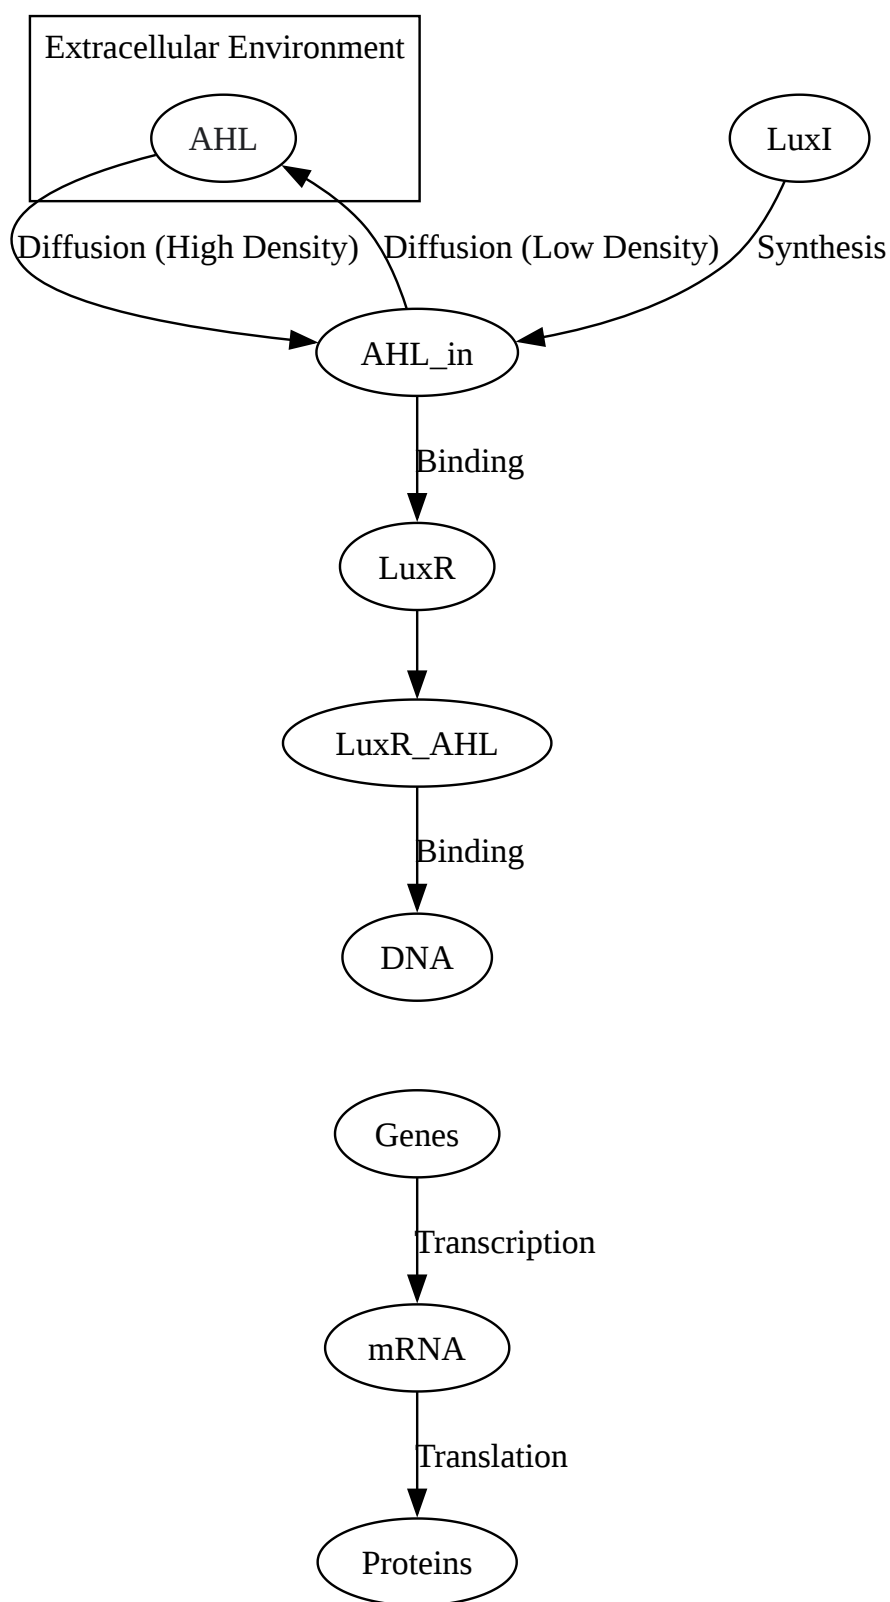 Extracellular Environment
AHL
LuxI
Diffusion (High Density)
Diffusion (Low Density)
Synthesis
AHL_in
Binding
LuxR
LuxR_AHL
Binding
DNA
Genes
Transcription
mRNA
Translation
Proteins